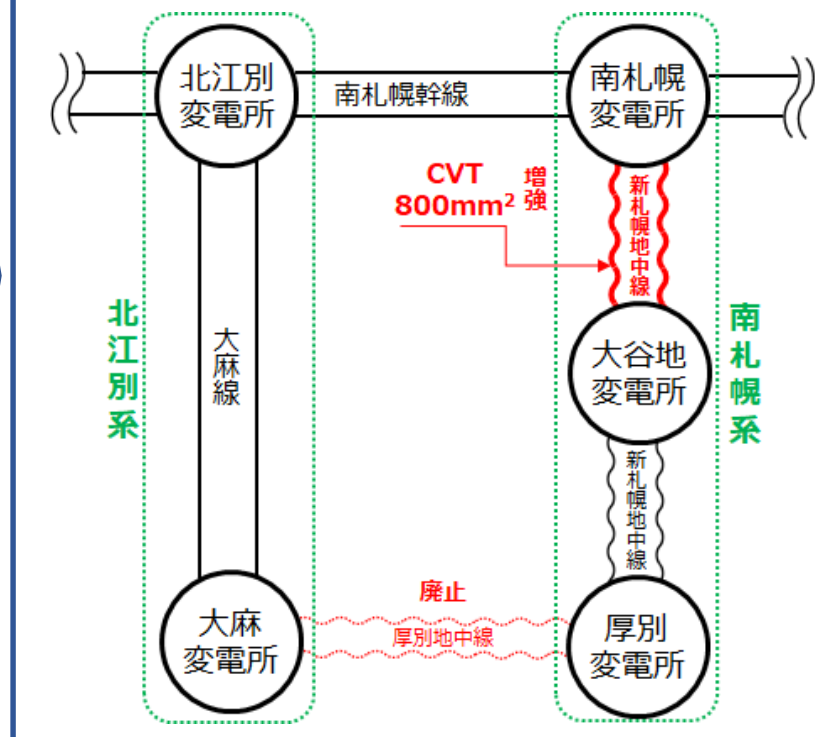 北江別
変電所
南札幌幹線
南札幌
変電所
CVT
800mm²
増強
新札幌地中線
北江別系
大麻線
大谷地
変電所
南札幌系
新札幌地中線
廃止
厚別地中線
大麻
変電所
厚別
変電所